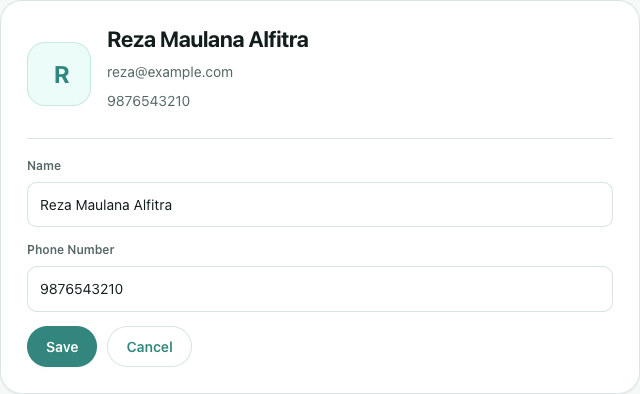 R
Reza Maulana Alfitra
reza@example.com
9876543210
Name
Reza Maulana Alfitra
Phone Number
9876543210
Save
Cancel